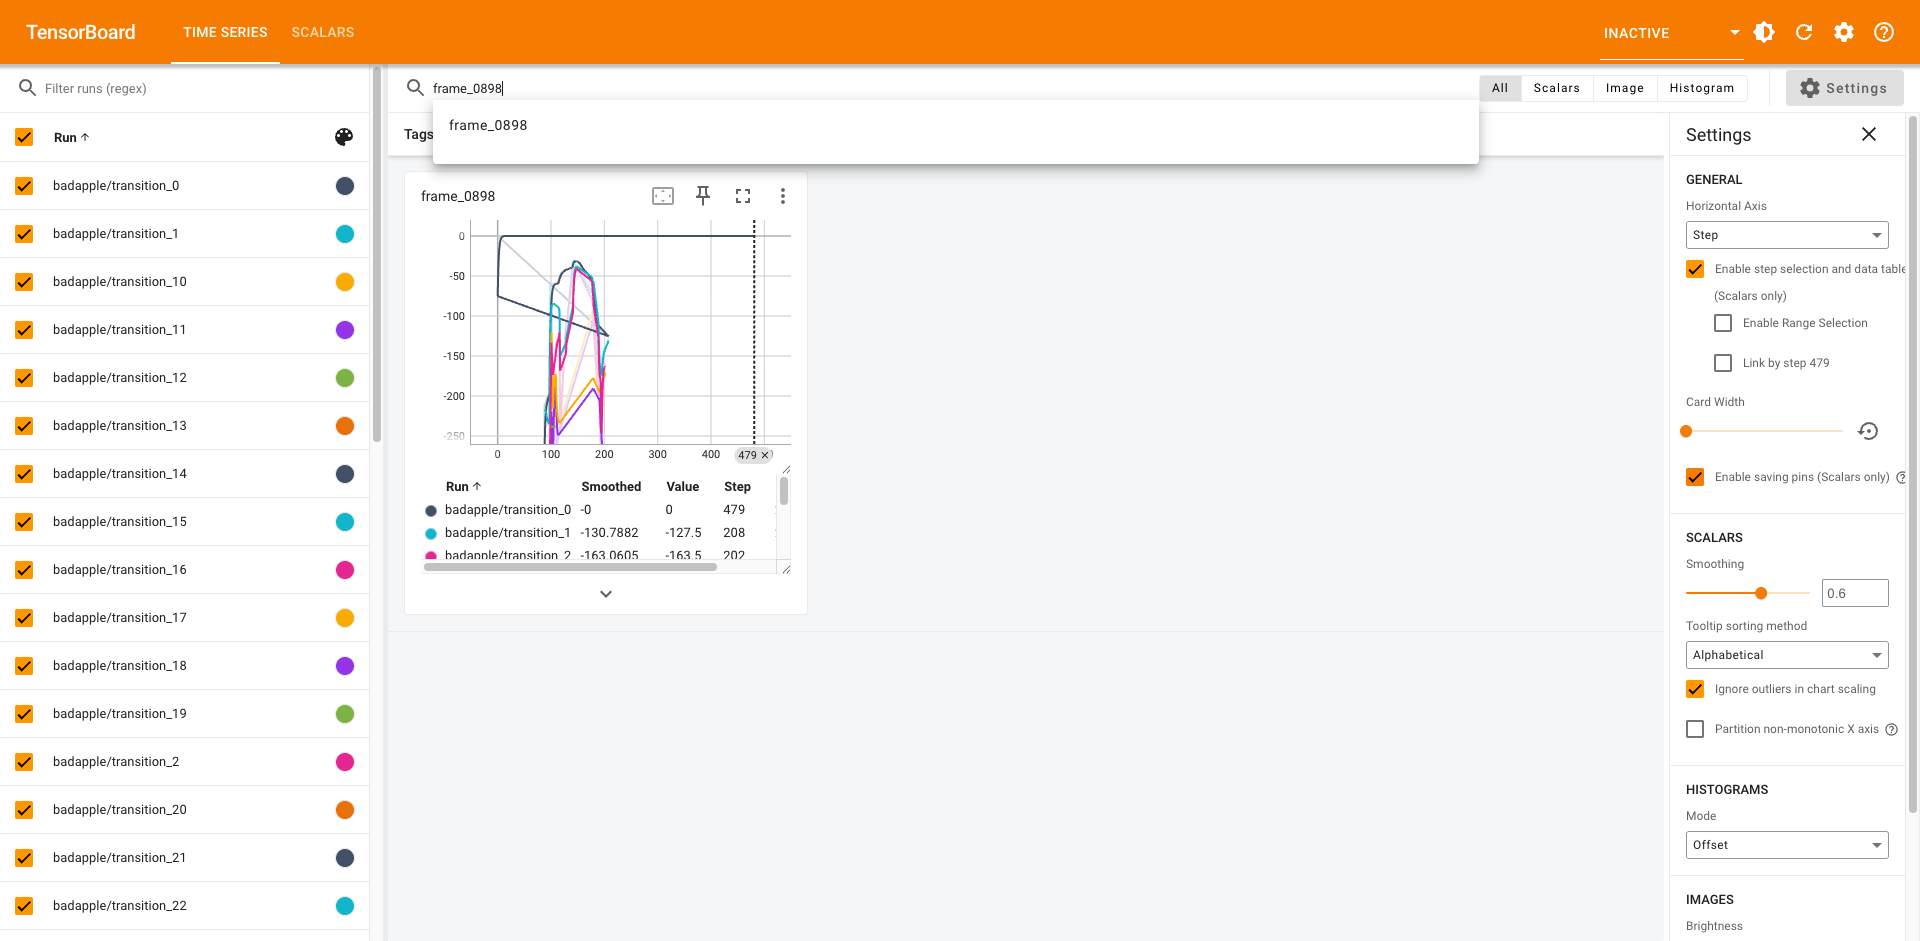 TensorBoard
TIME SERIES
SCALARS
INACTIVE
Filter runs (regex)
Run
badapple/transition_0
badapple/transition_1
badapple/transition_10
badapple/transition_11
badapple/transition_12
badapple/transition_13
badapple/transition_14
badapple/transition_15
badapple/transition_16
badapple/transition_17
badapple/transition_18
badapple/transition_19
badapple/transition_2
badapple/transition_20
badapple/transition_21
badapple/transition_22
frame_0898
frame_0898
All
Scalars
Image
Histogram
Settings
Tags
frame_0898
0
-50
-100
-150
-200
-250
0 100 200 300 400
479
Run Smoothed Value Step
badapple/transition_0 -0 0 479
badapple/transition_1 -130.7882 -127.5 208
badapple/transition_2 -163.0605 -163.5 202
Settings
GENERAL
Horizontal Axis
Step
Enable step selection and data table
(Scalars only)
Enable Range Selection
Link by step 479
Card Width
Enable saving pins (Scalars only)
SCALARS
Smoothing
0.6
Tooltip sorting method
Alphabetical
Ignore outliers in chart scaling
Partition non-monotonic X axis
HISTOGRAMS
Mode
Offset
IMAGES
Brightness